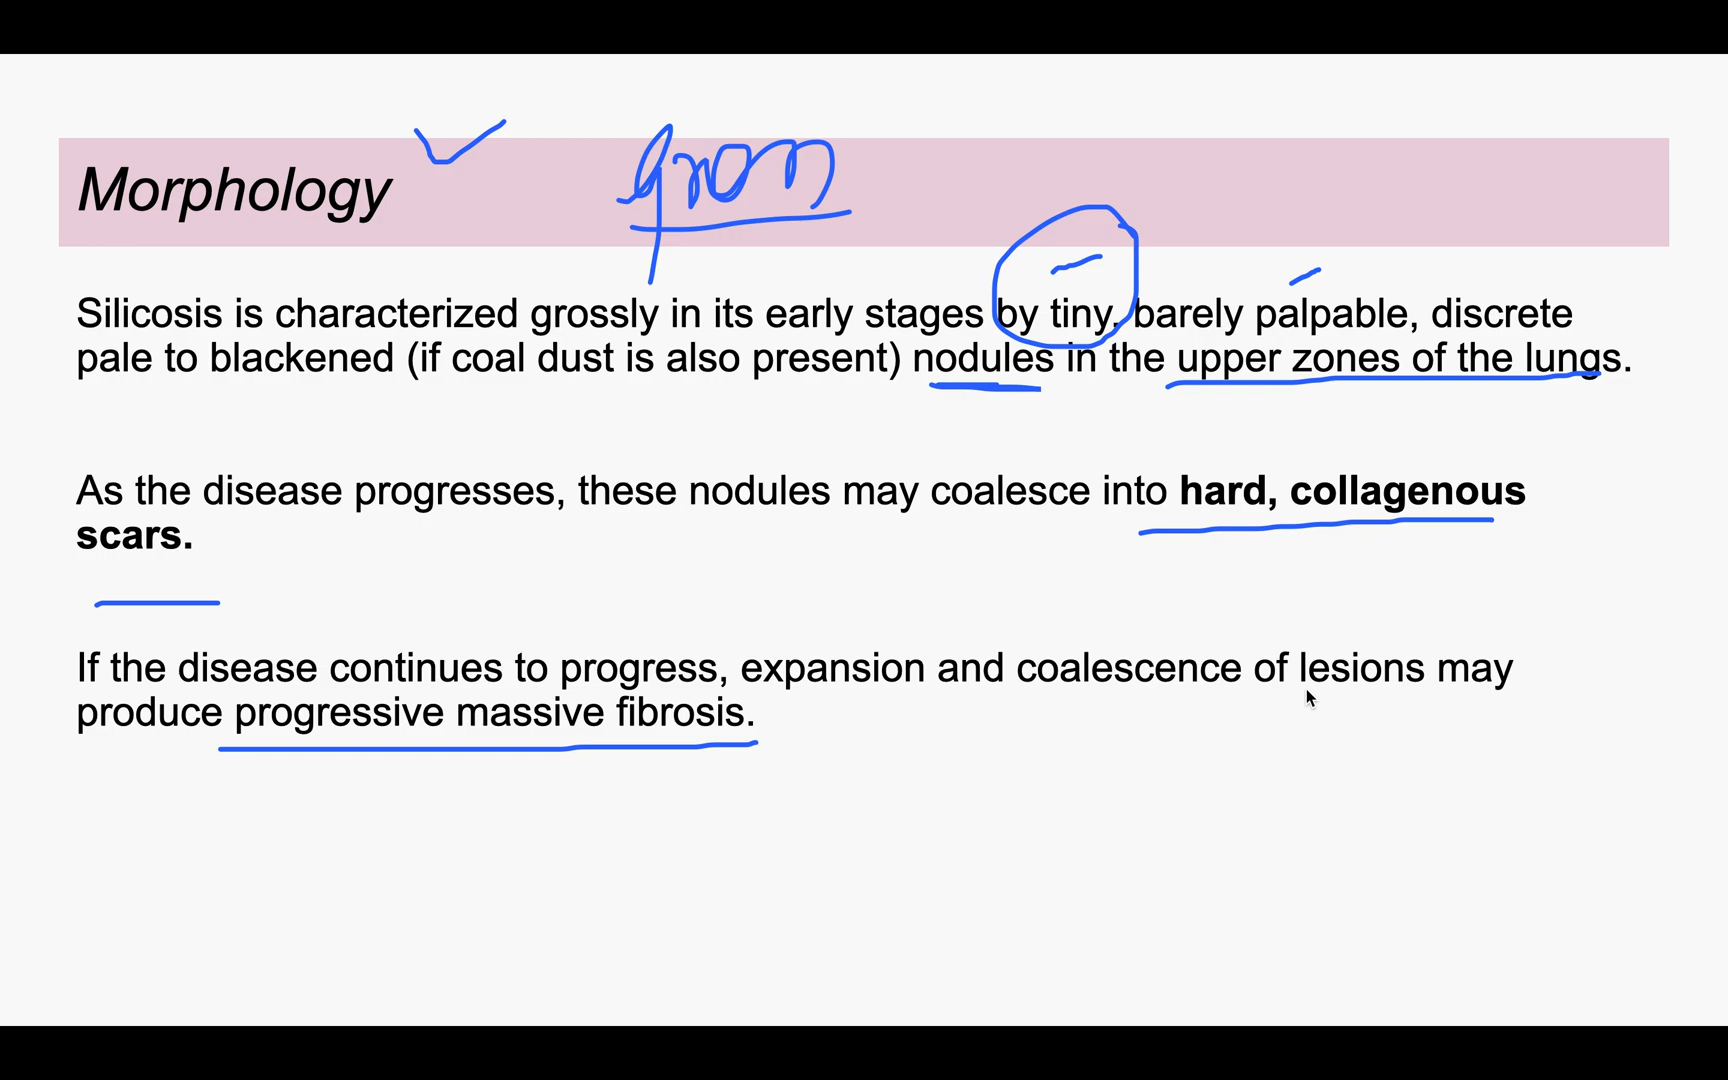 Morphology
gross
Silicosis is characterized grossly in its early stages by tiny, barely palpable, discrete
pale to blackened (if coal dust is also present) nodules in the upper zones of the lungs.
As the disease progresses, these nodules may coalesce into hard, collagenous
scars.
If the disease continues to progress, expansion and coalescence of lesions may
produce progressive massive fibrosis.